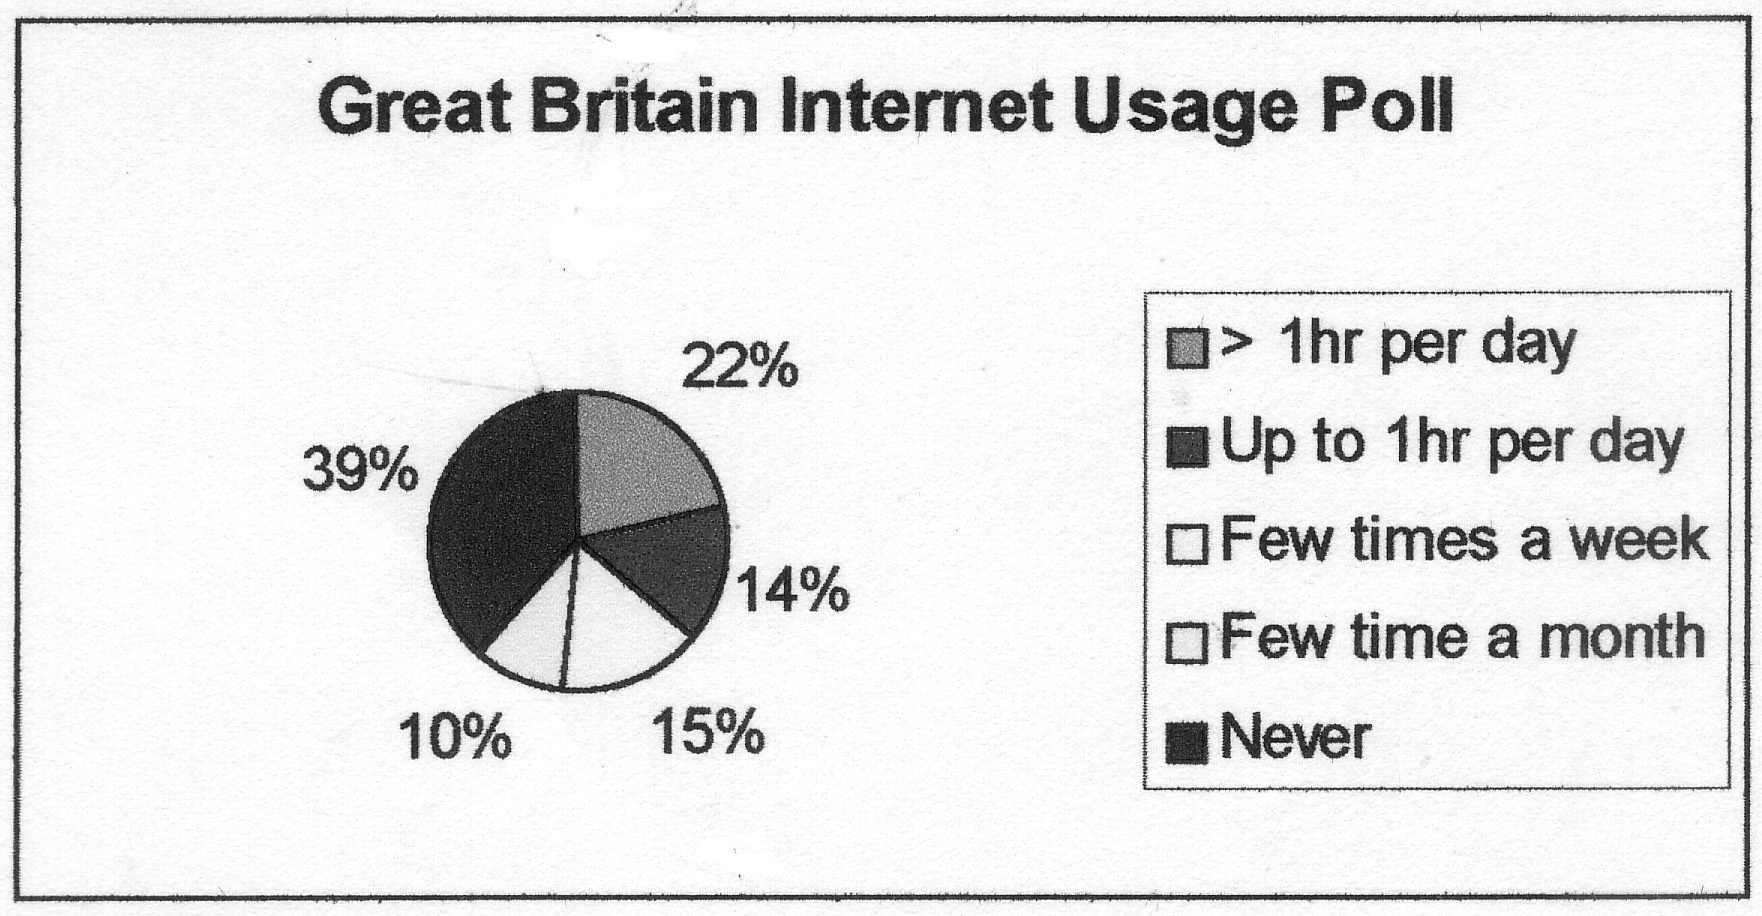 Great Britain Internet Usage Poll
22%
39%
14%
10%
15%
> 1hr per day
Up to 1hr per day
Few times a week
Few time a month
Never